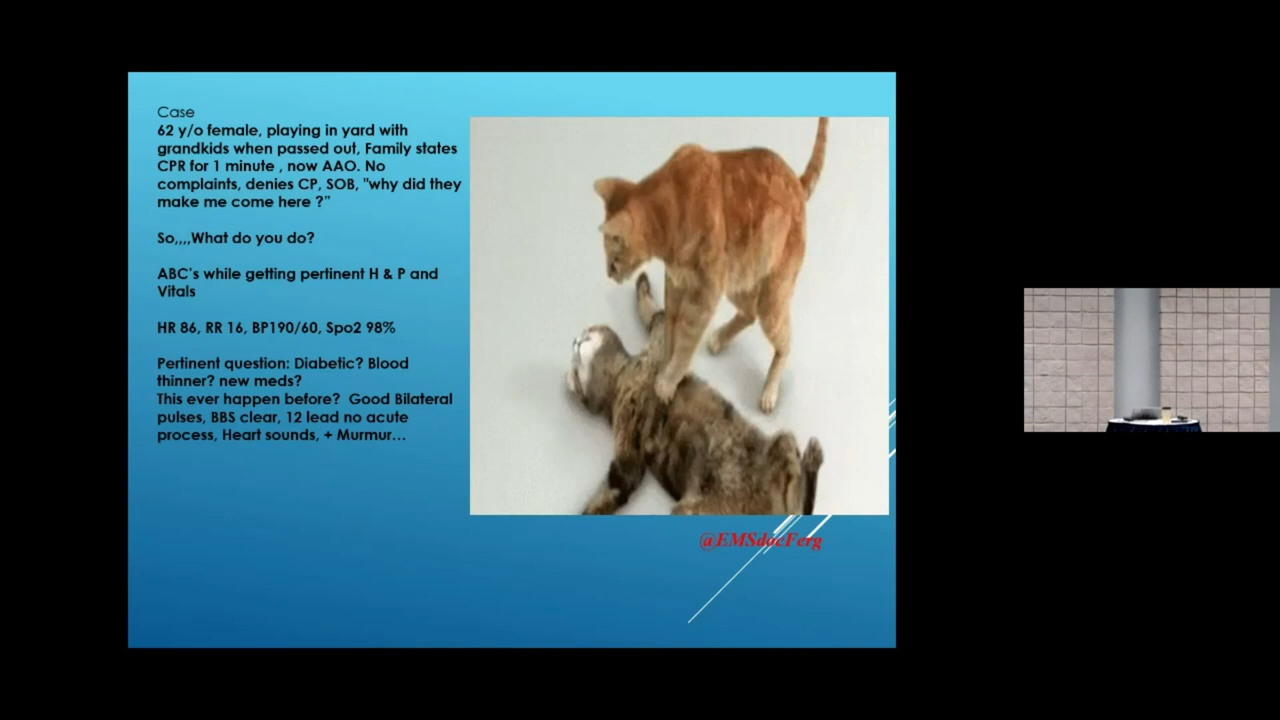 Case
62 y/o female, playing in yard with
grandkids when passed out, Family states
CPR for 1 minute , now AAO. No
complaints, denies CP, SOB, "why did they
make me come here ?”
So,,,,What do you do?
ABC’s while getting pertinent H & P and
Vitals
HR 86, RR 16, BP190/60, Spo2 98%
Pertinent question: Diabetic? Blood
thinner? new meds?
This ever happen before?  Good Bilateral
pulses, BBS clear, 12 lead no acute
process, Heart sounds, + Murmur…
@EMSdocFerg